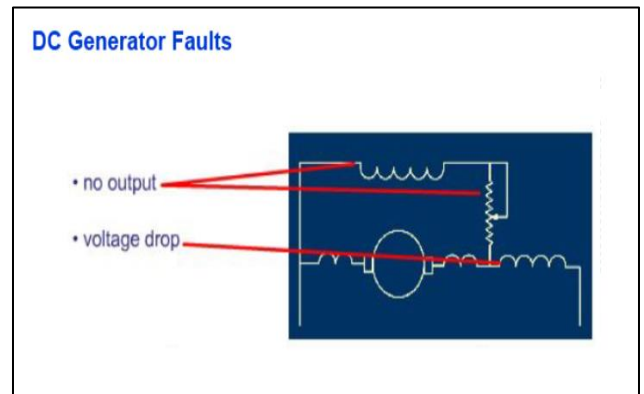 DC Generator Faults
• no output
• voltage drop